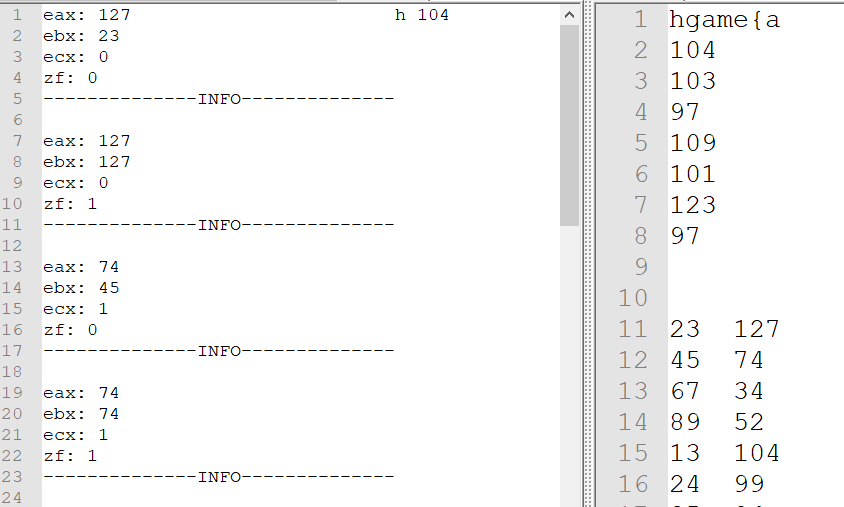 1 eax: 127 h 104
2 ebx: 23
3 ecx: 0
4 zf: 0
5 --------------INFO--------------
6
7 eax: 127
8 ebx: 127
9 ecx: 0
10 zf: 1
11 --------------INFO--------------
12
13 eax: 74
14 ebx: 45
15 ecx: 1
16 zf: 0
17 --------------INFO--------------
18
19 eax: 74
20 ebx: 74
21 ecx: 1
22 zf: 1
23 --------------INFO--------------
24
1 hgame{a
2 104
3 103
4 97
5 109
6 101
7 123
8 97
9
10
11 23 127
12 45 74
13 67 34
14 89 52
15 13 104
16 24 99